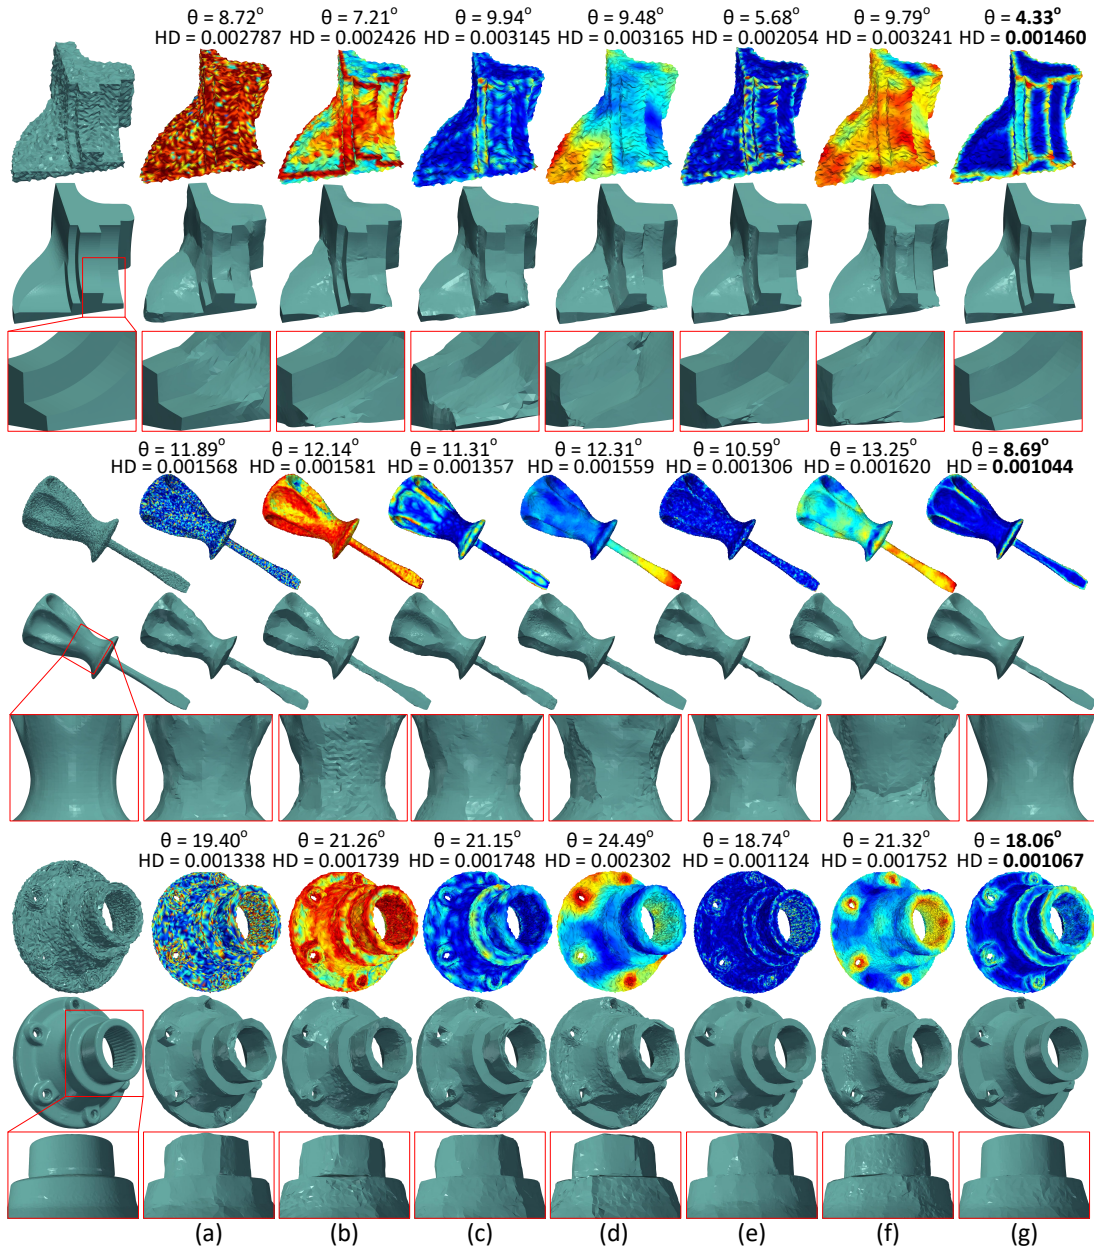 θ = 8.72° θ = 7.21° θ = 9.94° θ = 9.48° θ = 5.68° θ = 9.79° θ = 4.33°
HD = 0.002787 HD = 0.002426 HD = 0.003145 HD = 0.003165 HD = 0.002054 HD = 0.003241 HD = 0.001460
θ = 11.89° θ = 12.14° θ = 11.31° θ = 12.31° θ = 10.59° θ = 13.25° θ = 8.69°
HD = 0.001568 HD = 0.001581 HD = 0.001357 HD = 0.001559 HD = 0.001306 HD = 0.001620 HD = 0.001044
θ = 19.40° θ = 21.26° θ = 21.15° θ = 24.49° θ = 18.74° θ = 21.32° θ = 18.06°
HD = 0.001338 HD = 0.001739 HD = 0.001748 HD = 0.002302 HD = 0.001124 HD = 0.001752 HD = 0.001067
(a) (b) (c) (d) (e) (f) (g)